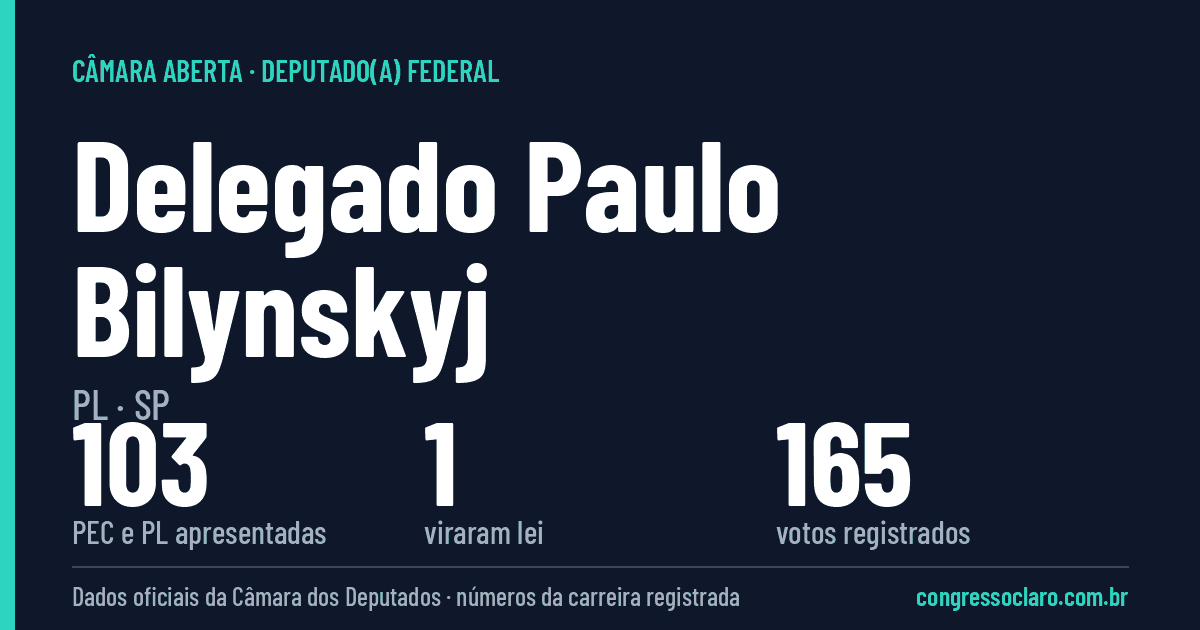 CÂMARA ABERTA · DEPUTADO(A) FEDERAL
Delegado Paulo
Bilynskyj
PL · SP
103 1 165
PEC e PL apresentadas viraram lei votos registrados
Dados oficiais da Câmara dos Deputados · números da carreira registrada congressoclaro.com.br